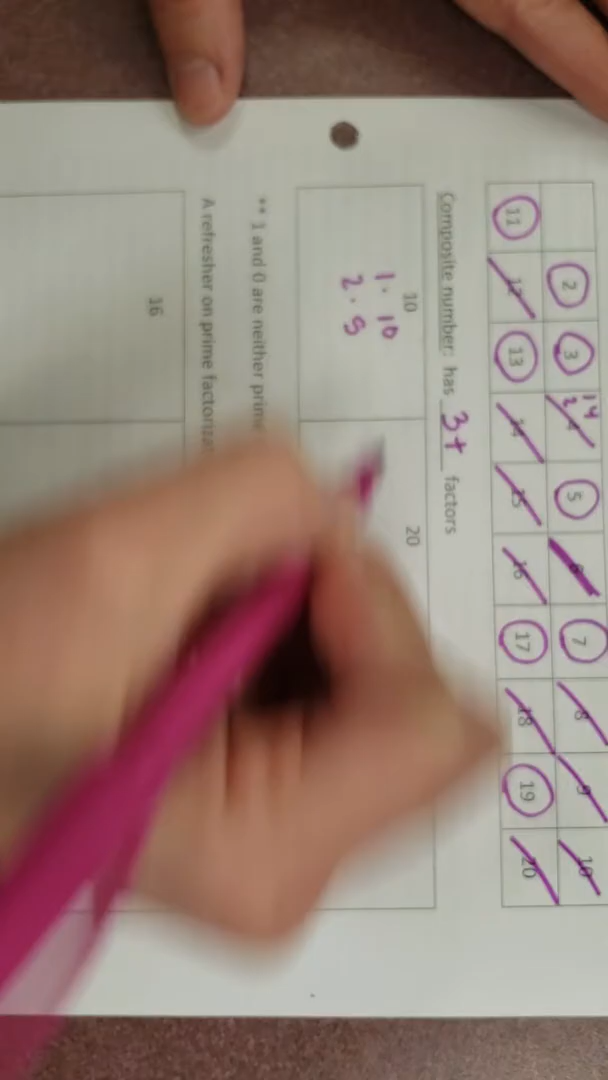 2 3 4 14 2 5 6 7 8 9 10
11 12 13 14 15 16 17 18 19 20
Composite number: has 3+ factors
10
1 · 10
2 · 5
20
** 1 and 0 are neither prime
A refresher on prime
16